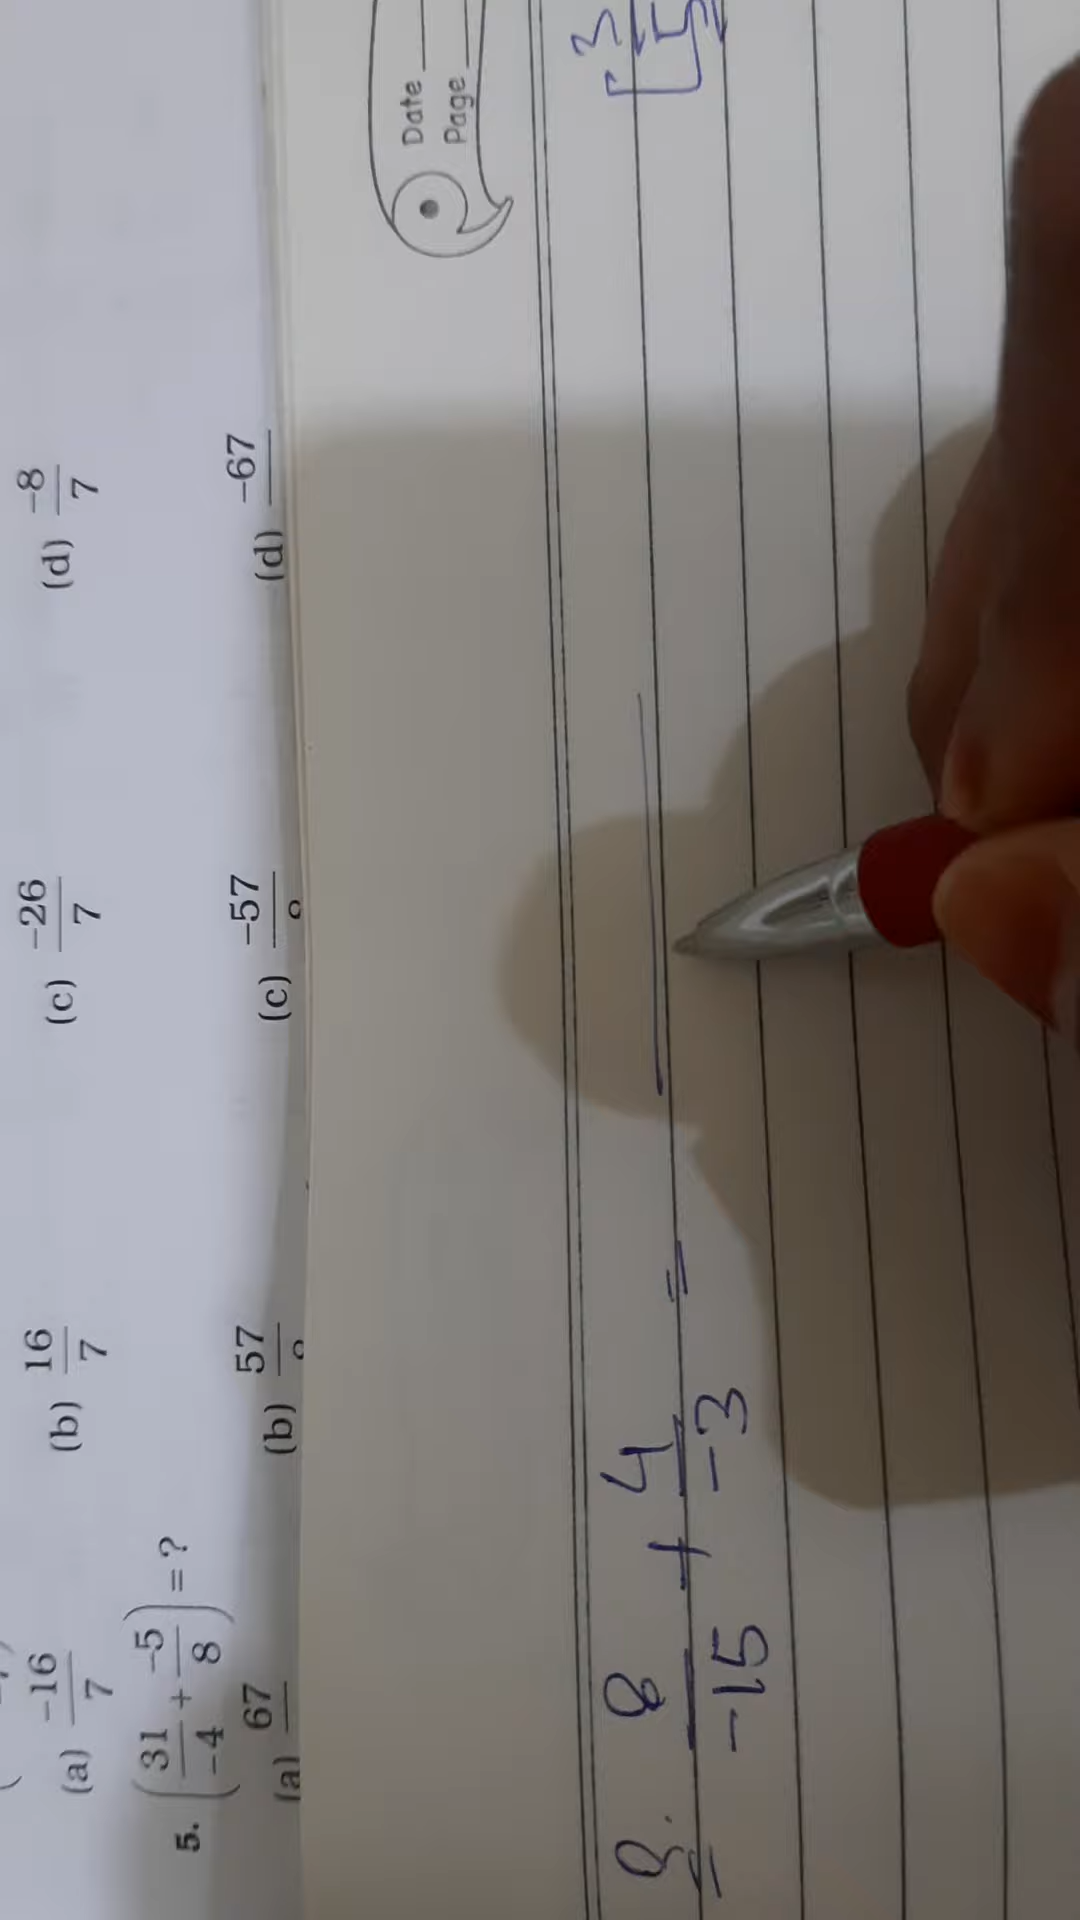 (a) -16/7 (b) 16/7 (c) -26/7 (d) -8/7
5. (31/-4 + -5/8) = ?
(a) 67 (b) 57 (c) -57 (d) -67
Date
Page
Q. 8/-15 + 4/-3 =
3